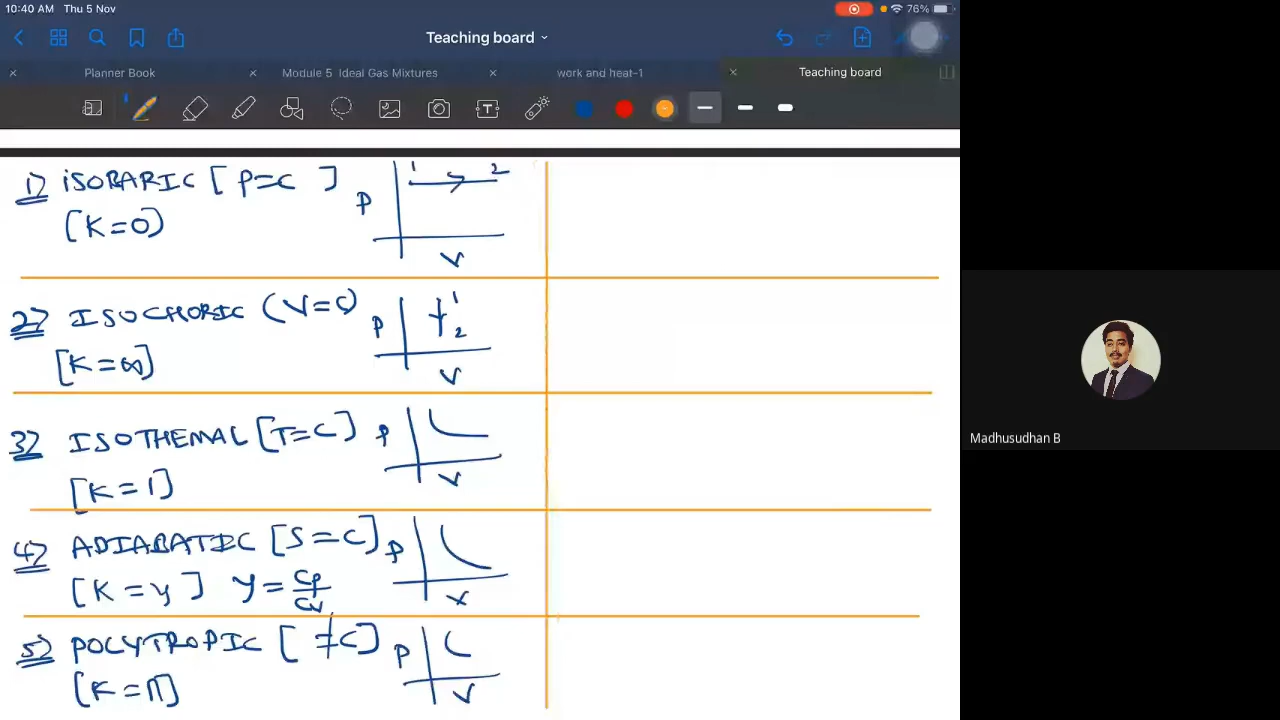 10:40 AM Thu 5 Nov
76%
Teaching board
Planner Book
Module 5 Ideal Gas Mixtures
work and heat-1
Teaching board
T
1) ISOBARIC [ P=C ]
[K=0]
P
1 2
V
2) ISOCHORIC (V=C)
[K=∞]
P
1
2
V
3) ISOTHEMAL [T=C]
[K=1]
P
V
4) ADIABATIC [S=C]
[K=γ] γ = Cp/Cv
P
V
5) POLYTROPIC [ ≠C]
[K=n]
P
V
Madhusudhan B